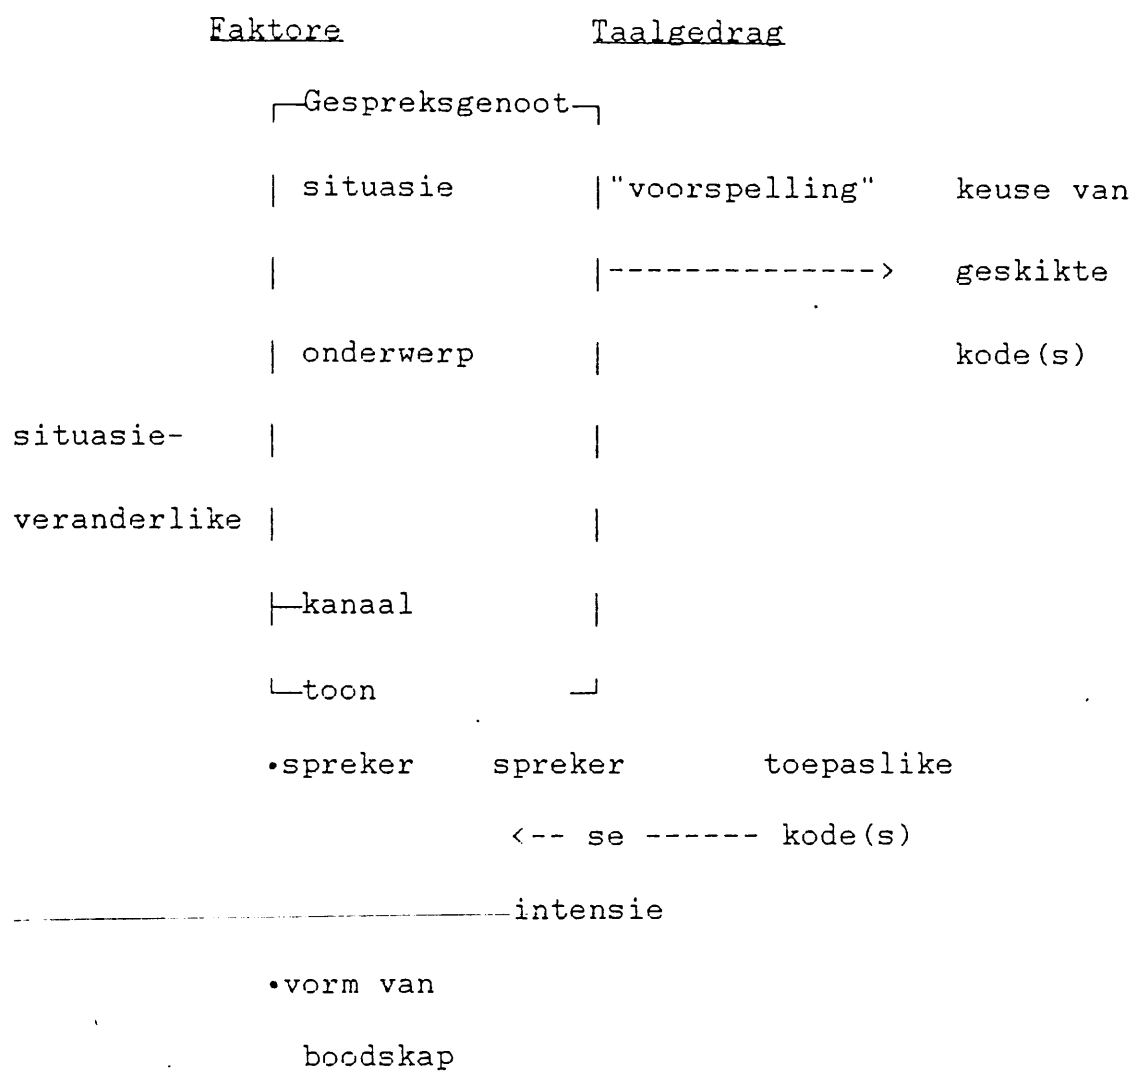 Faktore Taalgedrag
Gespreksgenoot
situasie "voorspelling" keuse van
--------------> geskikte
onderwerp kode(s)
situasie-
veranderlike
kanaal
toon
•spreker spreker toepaslike
<-- se ------ kode(s)
intensie
•vorm van
boodskap